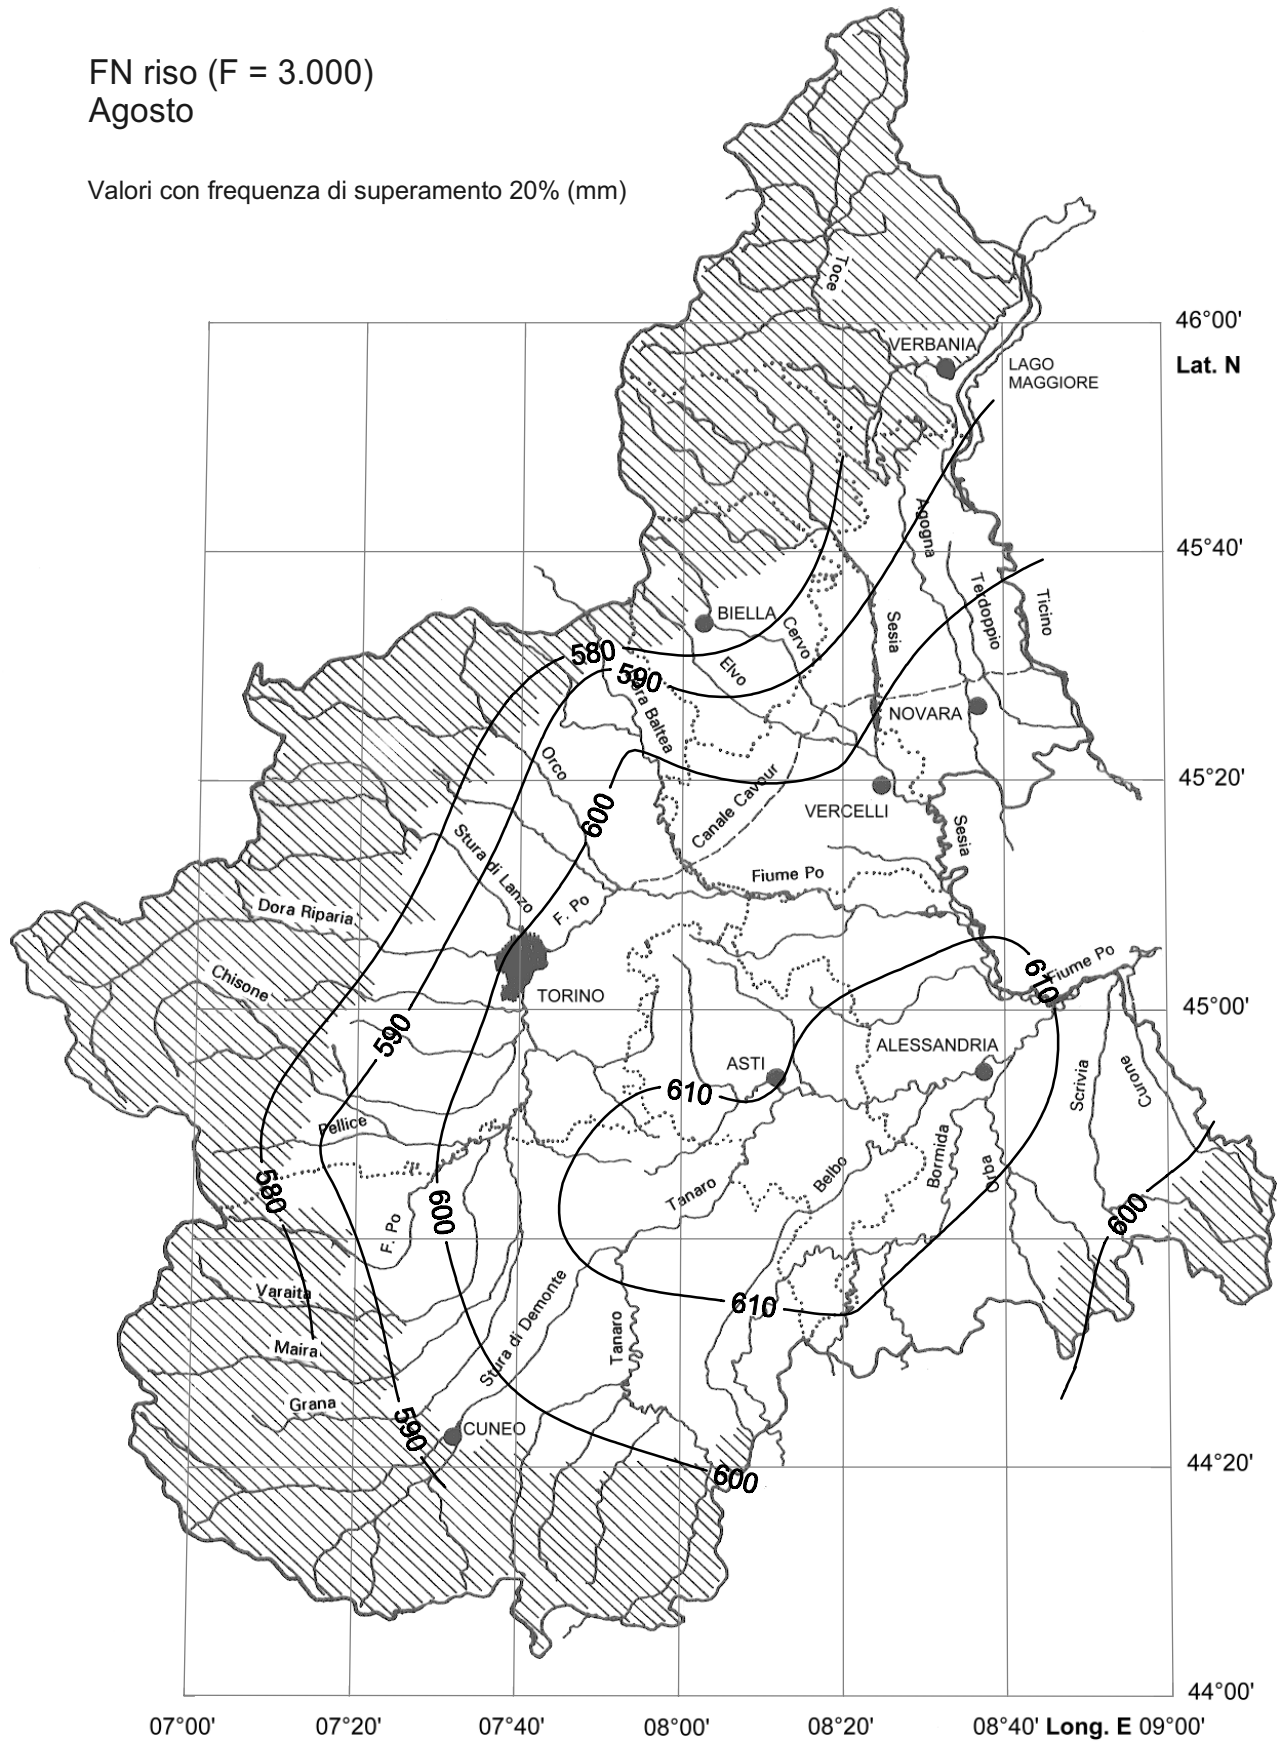 FN riso (F = 3.000)
Agosto
Valori con frequenza di superamento 20% (mm)
Toce
46°00'
VERBANIA
Lat. N
LAGO
MAGGIORE
Agogna
45°40'
Terdoppio
Ticino
BIELLA
Cervo
Sesia
580
590
Elvo
Dora Baltea
NOVARA
Orco
45°20'
600
Canale Cavour
VERCELLI
Stura di Lanzo
Sesia
Fiume Po
Dora Riparia
F. Po
Chisone
Fiume Po
610
TORINO
45°00'
590
ALESSANDRIA
ASTI
Scrivia
Curone
610
Pellice
Bormida
Belbo
Orba
580
Tanaro
600
600
F. Po
Varaita
610
Stura di Demonte
Tanaro
Maira
Grana
590
CUNEO
44°20'
600
44°00'
07°00'
07°20'
07°40'
08°00'
08°20'
08°40'
Long. E
09°00'